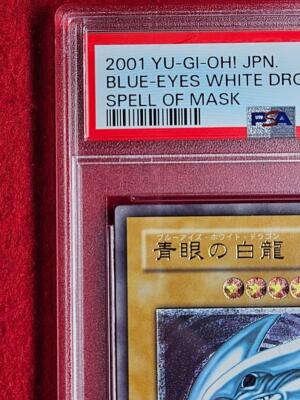 2001 YU-GI-OH! JPN.
BLUE-EYES WHITE DRG
SPELL OF MASK
PSA
ブルーアイズ・ホワイト・ドラゴン
青眼の白龍